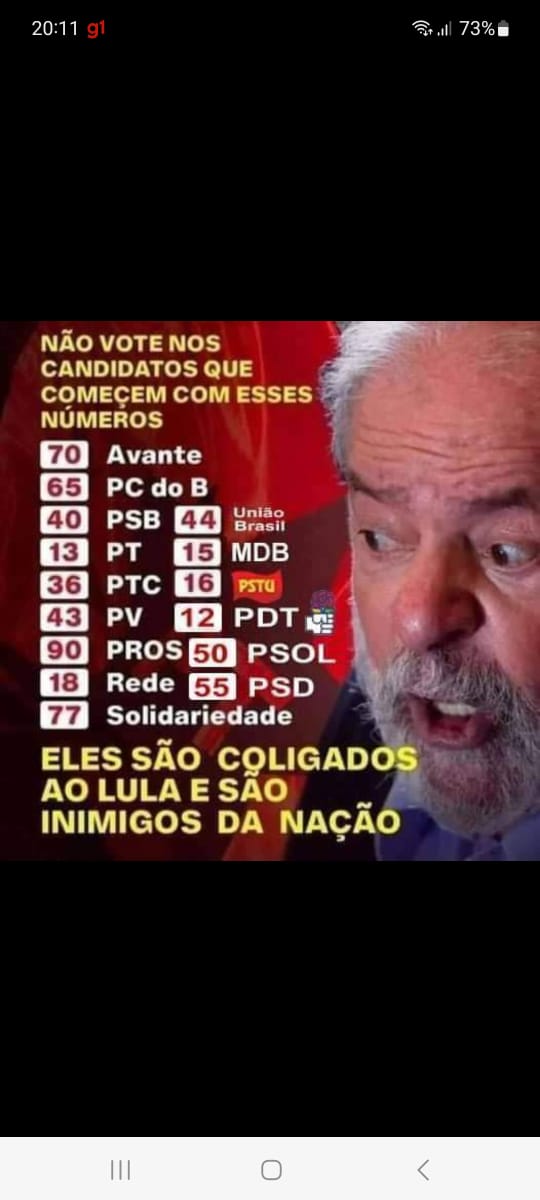 20:11 g1 73%
NÃO VOTE NOS
CANDIDATOS QUE
COMEÇEM COM ESSES
NÚMEROS
70 Avante
65 PC do B
40 PSB 44 União Brasil
13 PT 15 MDB
36 PTC 16 PSTU
43 PV 12 PDT
90 PROS 50 PSOL
18 Rede 55 PSD
77 Solidariedade
ELES SÃO COLIGADOS
AO LULA E SÃO
INIMIGOS DA NAÇÃO